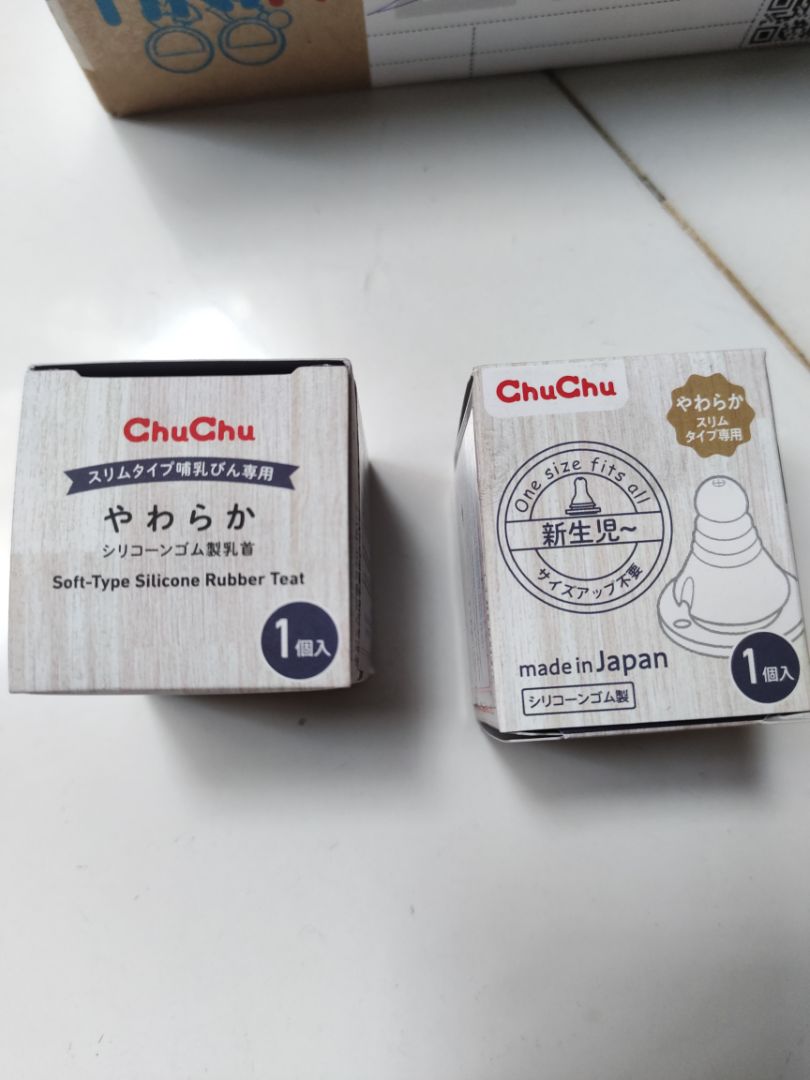 ChuChu
スリムタイプ哺乳びん専用
やわらか
シリコーンゴム製乳首
Soft-Type Silicone Rubber Teat
1個入
ChuChu
やわらか
スリム
タイプ専用
One size fits all
新生児~
サイズアップ不要
made in Japan
シリコーンゴム製
1個入